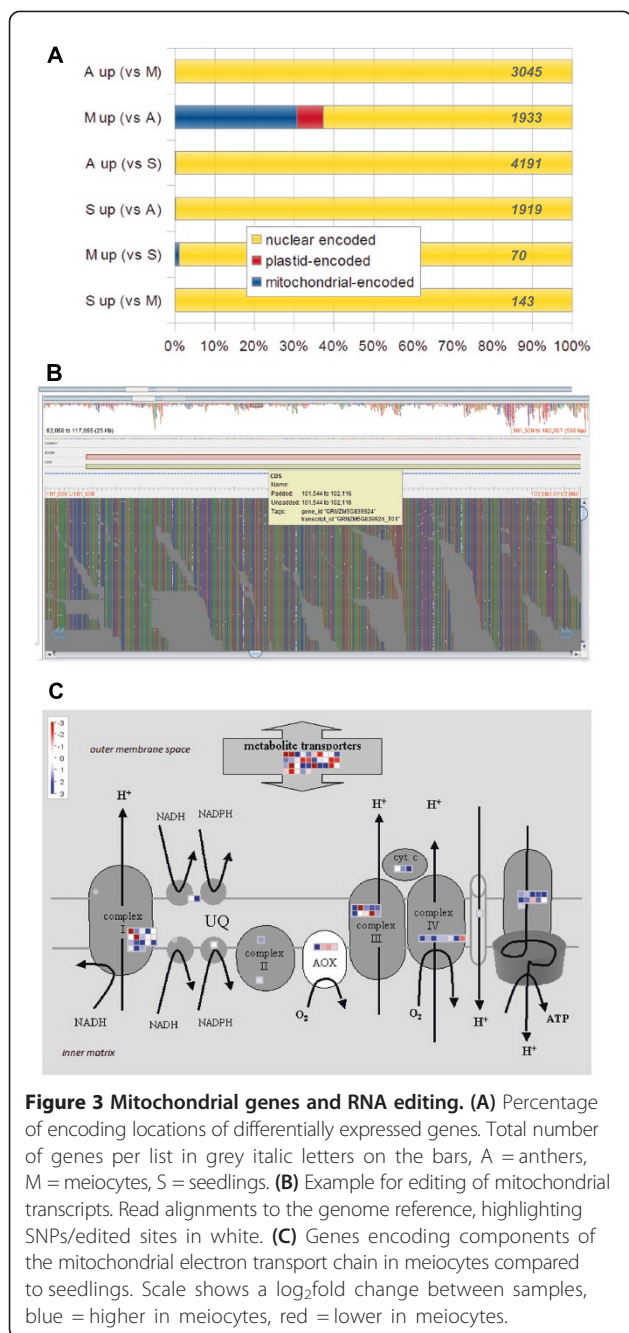 A
A up (vs M)
3045
M up (vs A)
1933
A up (vs S)
4191
S up (vs A)
1919
M up (vs S)
70
S up (vs M)
143
nuclear encoded
plastid-encoded
mitochondrial-encoded
0% 10% 20% 30% 40% 50% 60% 70% 80% 90% 100%
B
CDS
Name:
Padded: 101,544 to 102,116
Unpadded: 101,544 to 102,116
Tags: gene_id "GRMZM5G839924"
transcript_id "GRMZM5G839924_T01"
C
-3
-2
-1
0
1
2
3
outer membrane space
metabolite transporters
H+
NADH
NADPH
H+
H+
cyt. c
complex I
UQ
complex II
AOX
complex III
complex IV
NADH
NADH
NADPH
O2
O2
H+
H+
ATP
inner matrix
Figure 3 Mitochondrial genes and RNA editing. (A) Percentage
of encoding locations of differentially expressed genes. Total number
of genes per list in grey italic letters on the bars, A = anthers,
M = meiocytes, S = seedlings. (B) Example for editing of mitochondrial
transcripts. Read alignments to the genome reference, highlighting
SNPs/edited sites in white. (C) Genes encoding components of
the mitochondrial electron transport chain in meiocytes compared
to seedlings. Scale shows a log2fold change between samples,
blue = higher in meiocytes, red = lower in meiocytes.